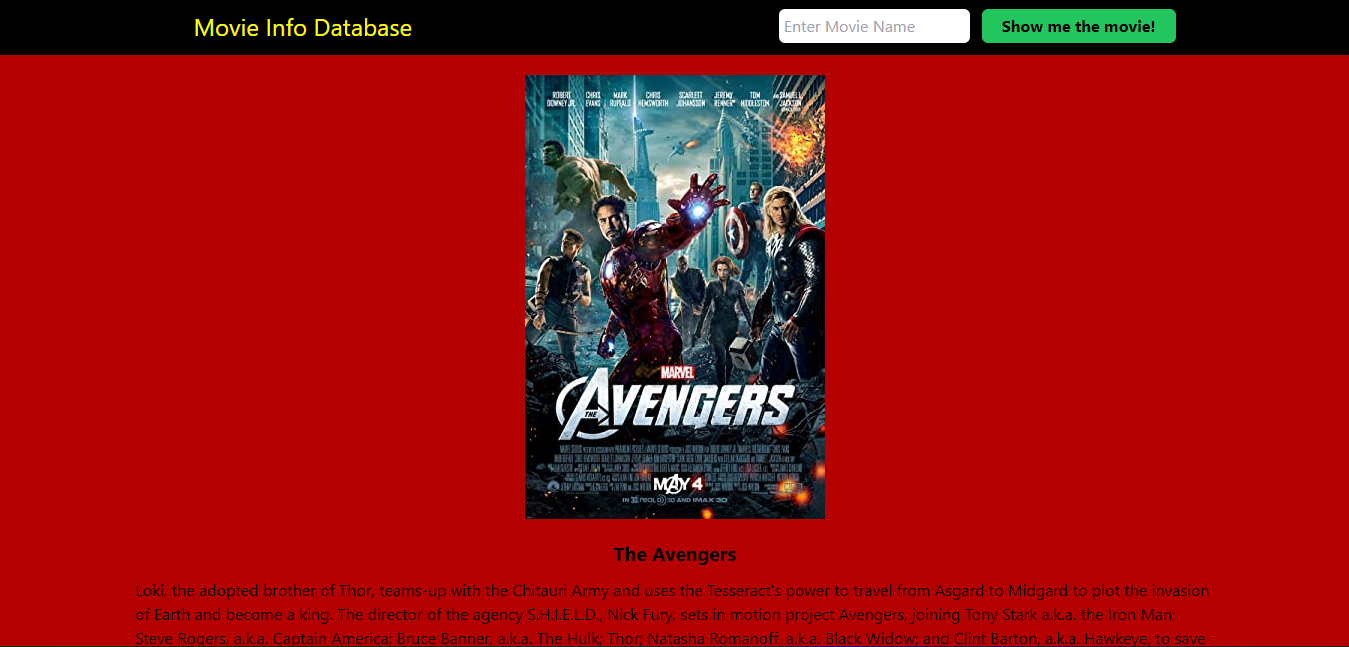 Movie Info Database
Enter Movie Name
Show me the movie!
ROBERT DOWNEY JR. CHRIS EVANS MARK RUFFALO CHRIS HEMSWORTH SCARLETT JOHANSSON JEREMY RENNER TOM HIDDLESTON AND SAMUEL L. JACKSON
MARVEL
THE AVENGERS
MAY 4
IN REAL D 3D AND IMAX 3D
The Avengers
Loki, the adopted brother of Thor, teams-up with the Chitauri Army and uses the Tesseract's power to travel from Asgard to Midgard to plot the invasion
of Earth and become a king. The director of the agency S.H.I.E.L.D., Nick Fury, sets in motion project Avengers, joining Tony Stark a.k.a. the Iron Man;
Steve Rogers, a.k.a. Captain America; Bruce Banner, a.k.a. The Hulk; Thor; Natasha Romanoff, a.k.a. Black Widow; and Clint Barton, a.k.a. Hawkeye, to save